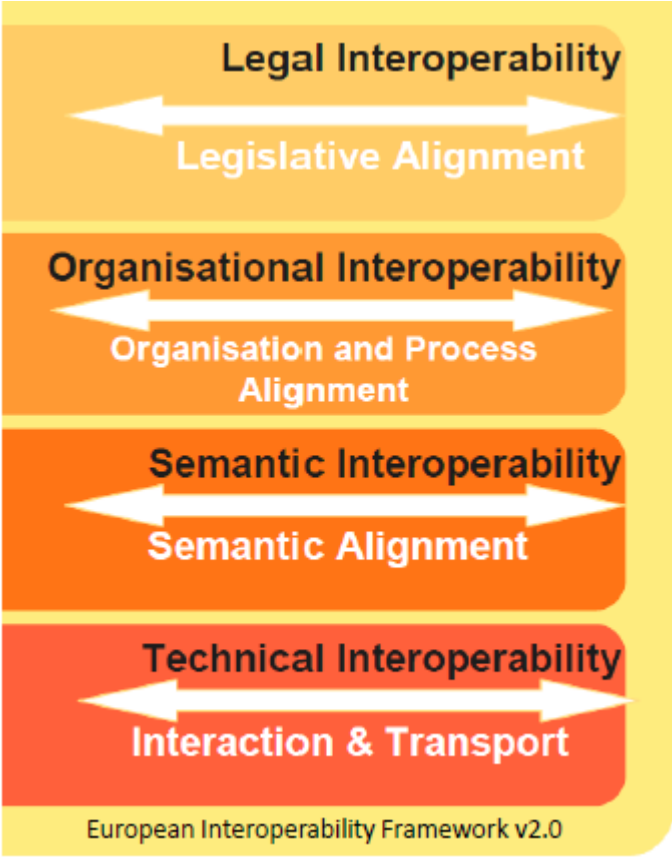 Legal Interoperability
Legislative Alignment
Organisational Interoperability
Organisation and Process
Alignment
Semantic Interoperability
Semantic Alignment
Technical Interoperability
Interaction & Transport
European Interoperability Framework v2.0